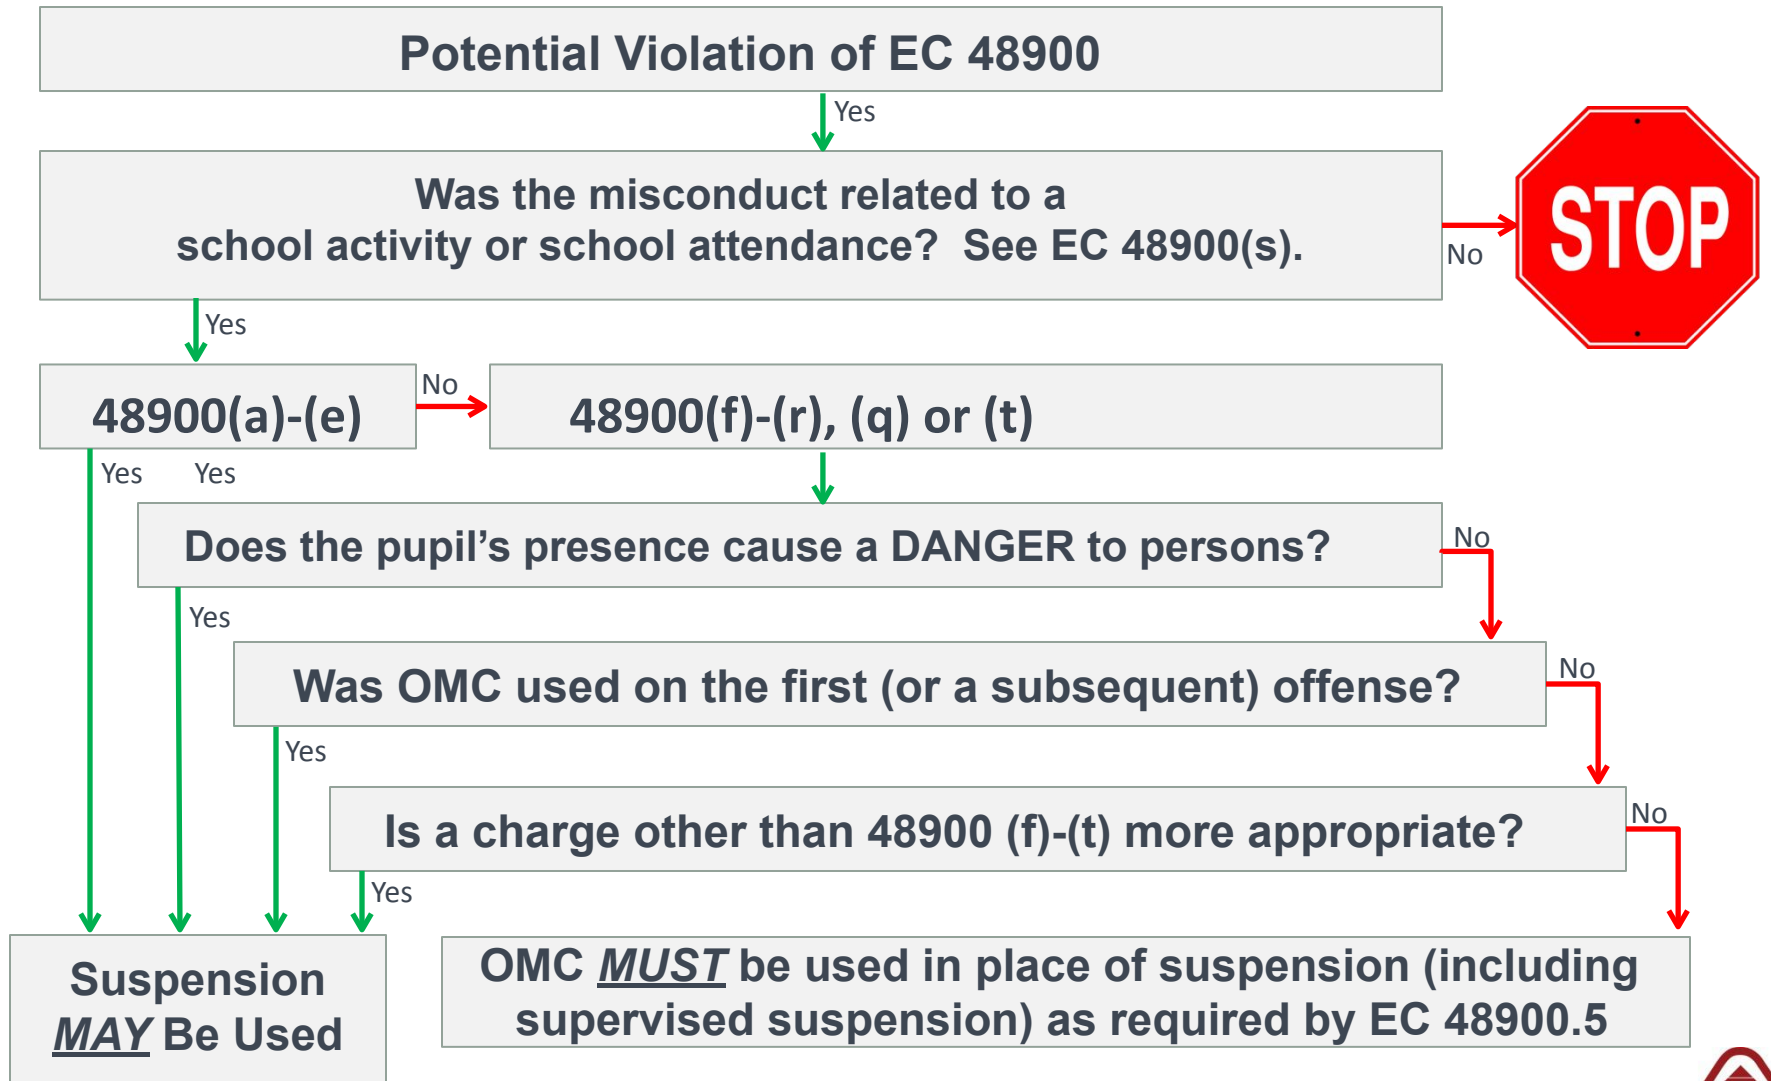 Potential Violation of EC 48900
Yes
Was the misconduct related to a
school activity or school attendance?  See EC 48900(s).
No
STOP
Yes
48900(a)-(e)
No
48900(f)-(r), (q) or (t)
Yes
Yes
Does the pupil’s presence cause a DANGER to persons?
No
Yes
Was OMC used on the first (or a subsequent) offense?
No
Yes
Is a charge other than 48900 (f)-(t) more appropriate?
No
Yes
Suspension
MAY Be Used
OMC MUST be used in place of suspension (including
supervised suspension) as required by EC 48900.5